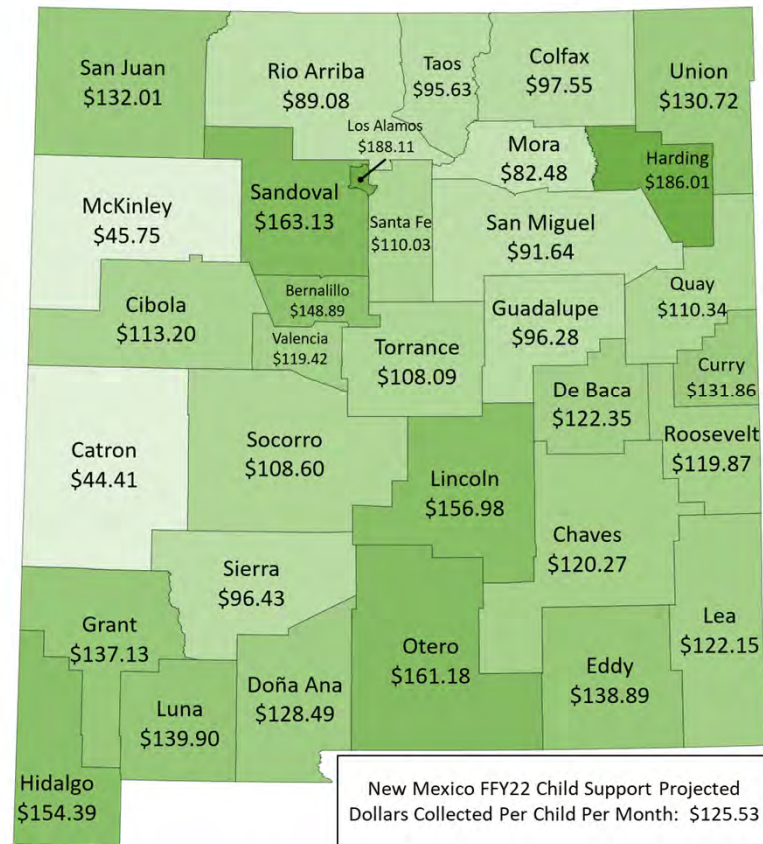 San Juan
$132.01
Rio Arriba
$89.08
Taos
$95.63
Colfax
$97.55
Union
$130.72
Los Alamos
$188.11
Mora
$82.48
Harding
$186.01
McKinley
$45.75
Sandoval
$163.13
Santa Fe
$110.03
San Miguel
$91.64
Quay
$110.34
Cibola
$113.20
Bernalillo
$148.89
Valencia
$119.42
Torrance
$108.09
Guadalupe
$96.28
Curry
$131.86
De Baca
$122.35
Roosevelt
$119.87
Catron
$44.41
Socorro
$108.60
Lincoln
$156.98
Chaves
$120.27
Sierra
$96.43
Grant
$137.13
Lea
$122.15
Otero
$161.18
Eddy
$138.89
Doña Ana
$128.49
Luna
$139.90
Hidalgo
$154.39
New Mexico FFY22 Child Support Projected
Dollars Collected Per Child Per Month: $125.53